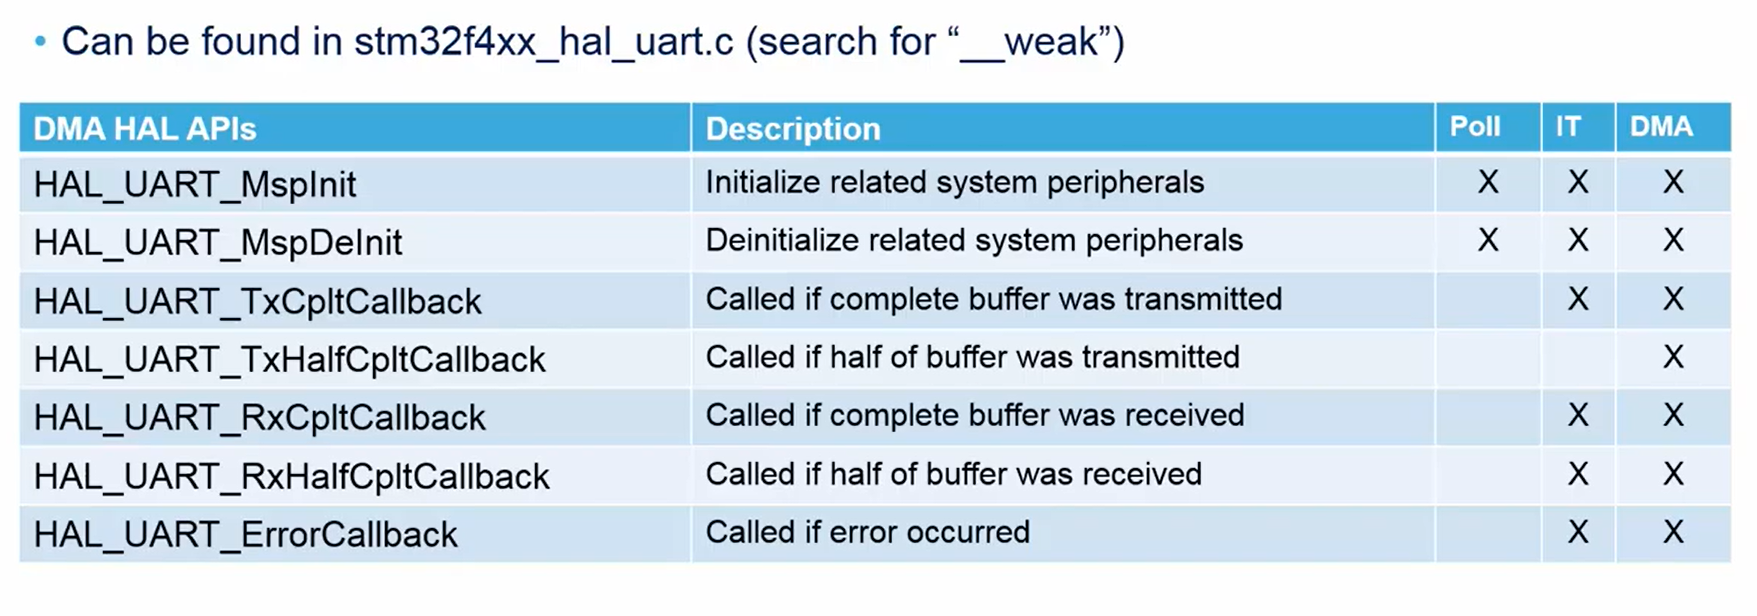 • Can be found in stm32f4xx_hal_uart.c (search for “__weak”)
DMA HAL APIs Description Poll IT DMA
HAL_UART_MspInit Initialize related system peripherals X X X
HAL_UART_MspDeInit Deinitialize related system peripherals X X X
HAL_UART_TxCpltCallback Called if complete buffer was transmitted X X
HAL_UART_TxHalfCpltCallback Called if half of buffer was transmitted X
HAL_UART_RxCpltCallback Called if complete buffer was received X X
HAL_UART_RxHalfCpltCallback Called if half of buffer was received X X
HAL_UART_ErrorCallback Called if error occurred X X